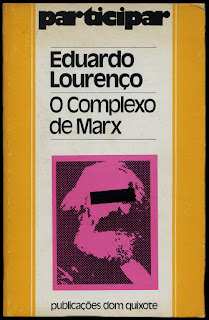 participar
Eduardo
Lourenço
O Complexo
de Marx
publicações dom quixote